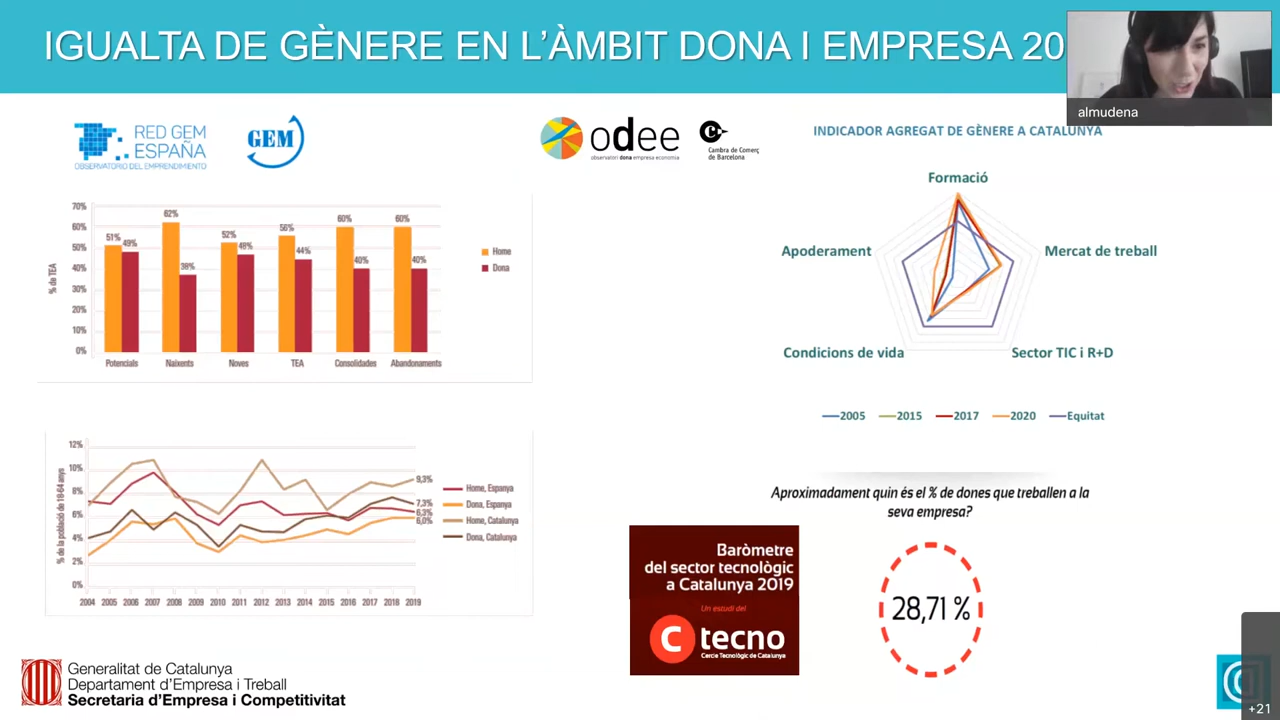 IGUALTA DE GÈNERE EN L'ÀMBIT DONA I EMPRESA 20
almudena
RED GEM
ESPAÑA
OBSERVATORIO DEL EMPRENDIMIENTO
GEM
odee
observatori dona empresa economia
Cambra de Comerç
de Barcelona
INDICADOR AGREGAT DE GÈNERE A CATALUNYA
% de TEA
70%
60%
50%
40%
30%
20%
10%
0%
51%
49%
62%
38%
52%
48%
56%
44%
60%
40%
60%
40%
Potencials
Naixents
Noves
TEA
Consolidades
Abandonaments
Home
Dona
Formació
Apoderament
Mercat de treball
Condicions de vida
Sector TIC i R+D
2005
2015
2017
2020
Equitat
% de la població de 18-64 anys
12%
10%
8%
6%
4%
2%
0%
9,3%
7,3%
6,3%
6,0%
2004 2005 2006 2007 2008 2009 2010 2011 2012 2013 2014 2015 2016 2017 2018 2019
Home, Espanya
Dona, Espanya
Home, Catalunya
Dona, Catalunya
Aproximadament quin és el % de dones que treballen a la
seva empresa?
28,71 %
Baròmetre
del sector tecnològic
a Catalunya 2019
Un estudi del
C tecno
Cercle Tecnològic de Catalunya
Generalitat de Catalunya
Departament d'Empresa i Treball
Secretaria d'Empresa i Competitivitat
+21